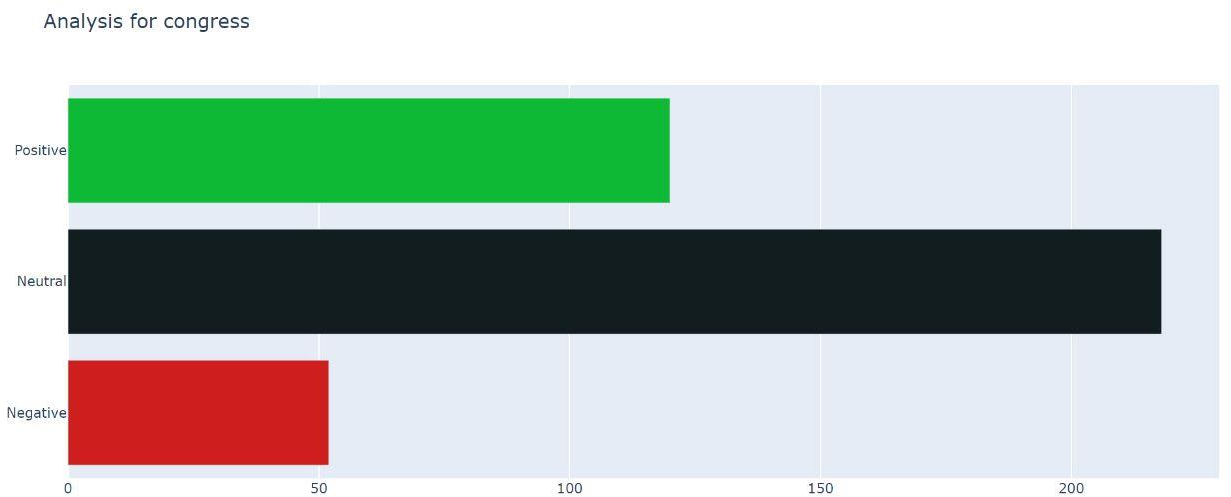 Analysis for congress
Positive
Neutral
Negative
0 50 100 150 200